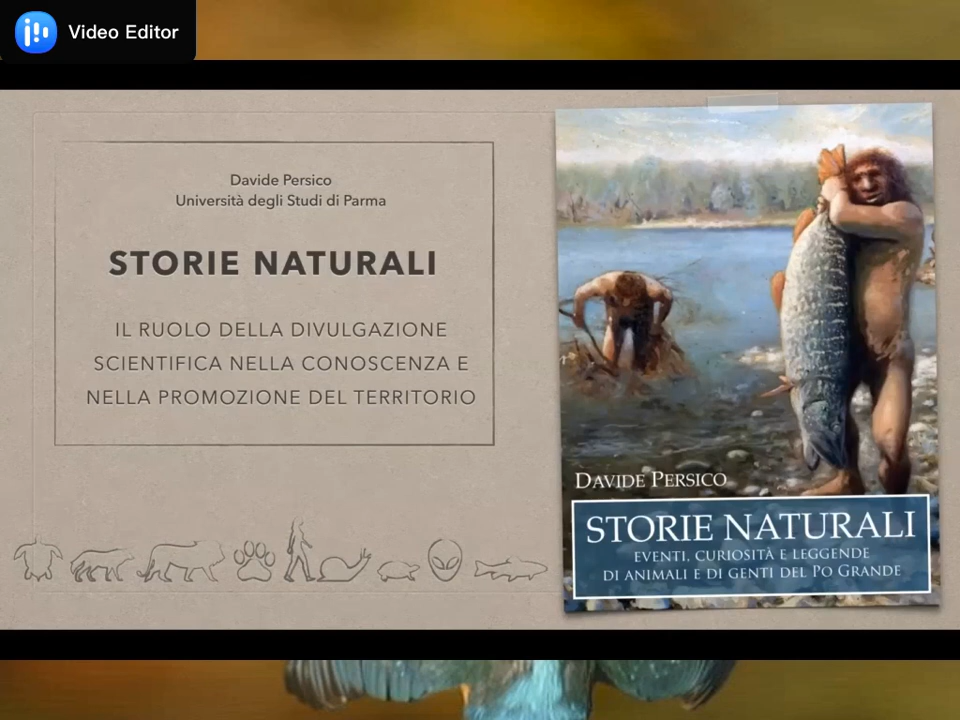 Video Editor
Davide Persico
Università degli Studi di Parma
STORIE NATURALI
IL RUOLO DELLA DIVULGAZIONE
SCIENTIFICA NELLA CONOSCENZA E
NELLA PROMOZIONE DEL TERRITORIO
DAVIDE PERSICO
STORIE NATURALI
EVENTI, CURIOSITÀ E LEGGENDE
DI ANIMALI E DI GENTI DEL PO GRANDE